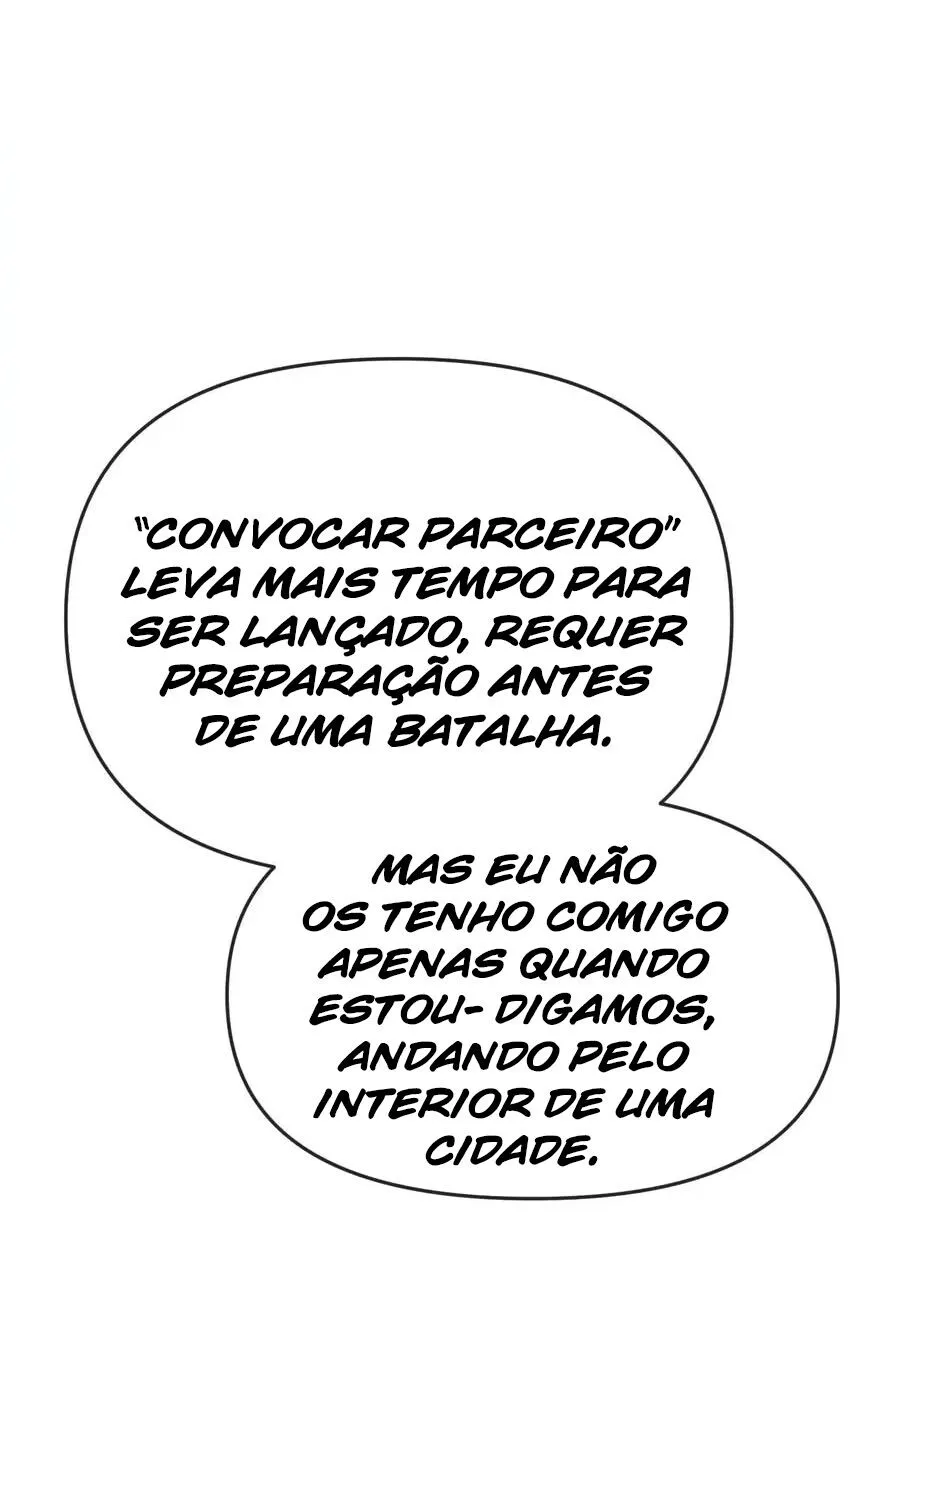 “CONVOCAR PARCEIRO”
LEVA MAIS TEMPO PARA
SER LANÇADO, REQUER
PREPARAÇÃO ANTES
DE UMA BATALHA.
MAS EU NÃO
OS TENHO COMIGO
APENAS QUANDO
ESTOU- DIGAMOS,
ANDANDO PELO
INTERIOR DE UMA
CIDADE.